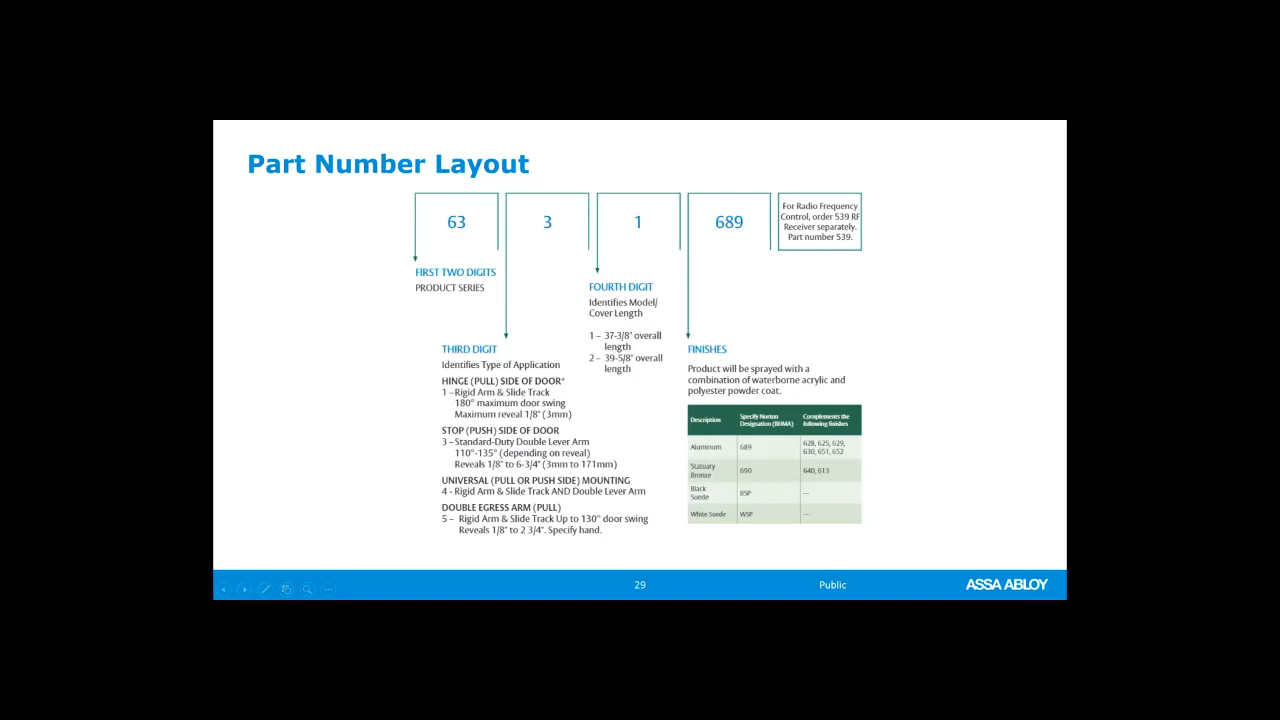 Part Number Layout
63
3
1
689
For Radio Frequency
Control, order 539 RF
Receiver separately.
Part number 539.
FIRST TWO DIGITS
PRODUCT SERIES
FOURTH DIGIT
Identifies Model/
Cover Length
1 – 37-3/8" overall
length
2 – 39-5/8" overall
length
THIRD DIGIT
Identifies Type of Application
HINGE (PULL) SIDE OF DOOR*
1 –Rigid Arm & Slide Track
180° maximum door swing
Maximum reveal 1/8" (3mm)
STOP (PUSH) SIDE OF DOOR
3 –Standard-Duty Double Lever Arm
110°-135° (depending on reveal)
Reveals 1/8" to 6-3/4" (3mm to 171mm)
UNIVERSAL (PULL OR PUSH SIDE) MOUNTING
4 - Rigid Arm & Slide Track AND Double Lever Arm
DOUBLE EGRESS ARM (PULL)
5 – Rigid Arm & Slide Track Up to 130° door swing
Reveals 1/8" to 2 3/4". Specify hand.
FINISHES
Product will be sprayed with a
combination of waterborne acrylic and
polyester powder coat.
Description
Specify Norton
Designation (BHMA)
Complements the
following finishes
Aluminum
689
628, 625, 629,
630, 651, 652
Statuary
Bronze
690
640, 613
Black
Suede
BSP
---
White Suede
WSP
---
29
Public
ASSA ABLOY